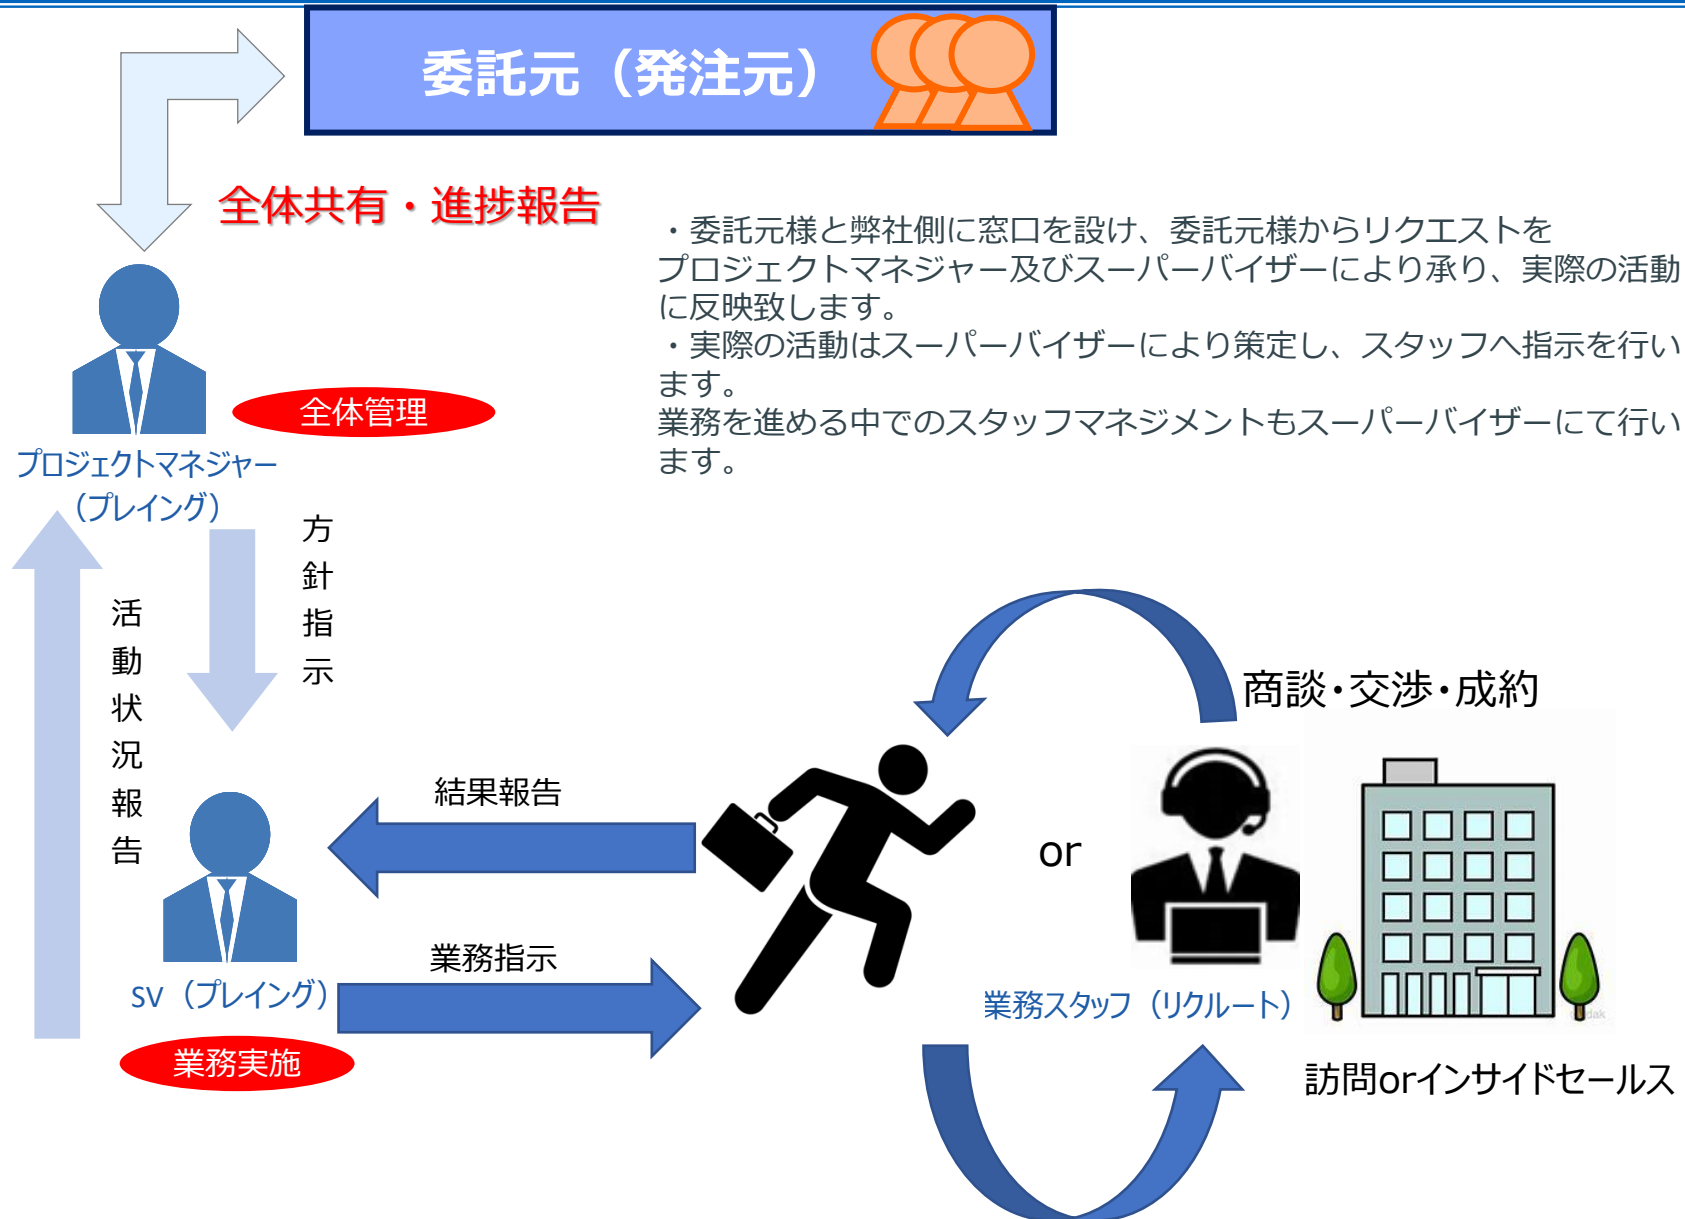 委託元（発注元）
全体共有・進捗報告
・委託元様と弊社側に窓口を設け、委託元様からリクエストを
プロジェクトマネジャー及びスーパーバイザーにより承り、実際の活動
に反映致します。
・実際の活動はスーパーバイザーにより策定し、スタッフへ指示を行い
ます。
業務を進める中でのスタッフマネジメントもスーパーバイザーにて行い
ます。
全体管理
プロジェクトマネジャー
（プレイング）
方針指示
活動状況報告
商談・交渉・成約
結果報告
or
業務指示
SV（プレイング）
業務スタッフ（リクルート）
業務実施
訪問orインサイドセールス